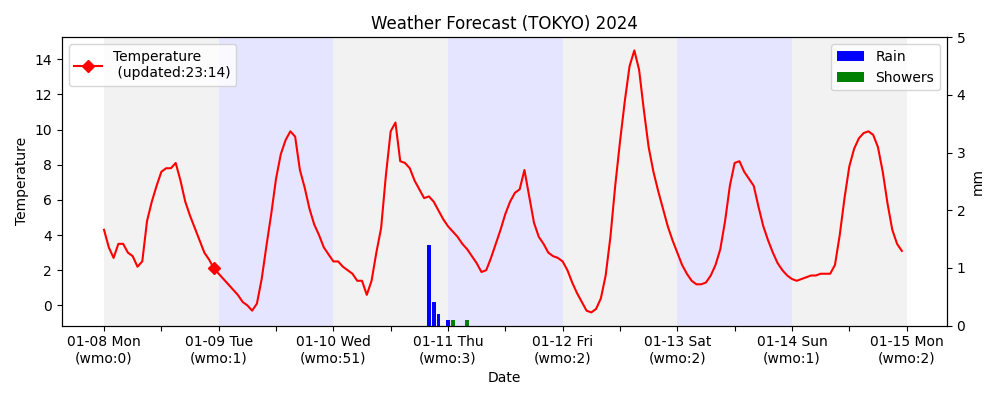 Weather Forecast (TOKYO) 2024
Temperature
(updated:23:14)
Rain
Showers
Temperature
14
12
10
8
6
4
2
0
5
4
3
2
1
0
mm
01-08 Mon
(wmo:0)
01-09 Tue
(wmo:1)
01-10 Wed
(wmo:51)
01-11 Thu
(wmo:3)
01-12 Fri
(wmo:2)
01-13 Sat
(wmo:2)
01-14 Sun
(wmo:1)
01-15 Mon
(wmo:2)
Date